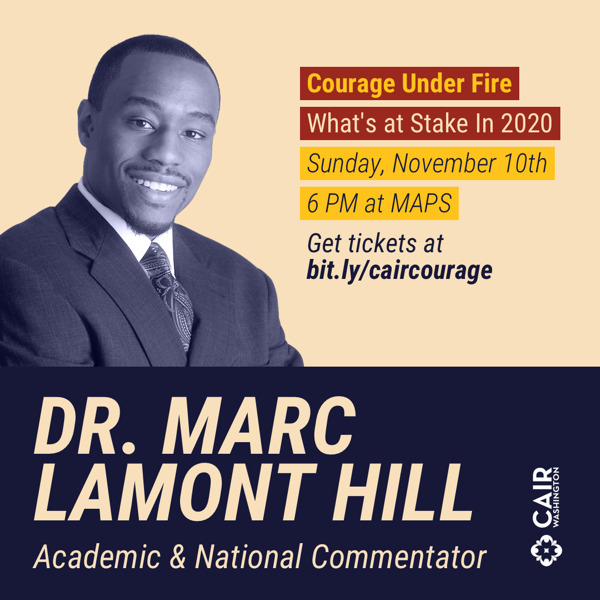 Courage Under Fire
What's at Stake In 2020
Sunday, November 10th
6 PM at MAPS
Get tickets at
bit.ly/caircourage
DR. MARC
LAMONT HILL
Academic & National Commentator
CAIR
WASHINGTON